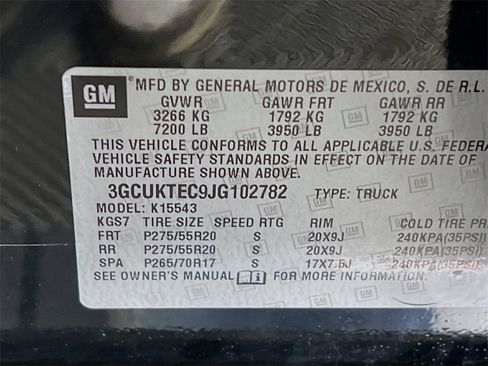 GM MFD BY GENERAL MOTORS DE MEXICO, S. DE R.L.
GVWR GAWR FRT GAWR RR
3266 KG 1792 KG 1792 KG
7200 LB 3950 LB 3950 LB
THIS VEHICLE CONFORMS TO ALL APPLICABLE U.S. FEDERA
VEHICLE SAFETY STANDARDS IN EFFECT ON THE DATE OF
MANUFACTURE SHOWN ABOVE.
3GCUKTEC9JG102782 TYPE: TRUCK
MODEL: K15543
KGS7 TIRE SIZE SPEED RTG RIM COLD TIRE PR
FRT P275/55R20 S 20X9J 240KPA(35PSI)
RR P275/55R20 S 20X9J 240KPA(35PSI)
SPA P265/70R17 S 17X7.5J 240KPA(35PSI)
SEE OWNER'S MANUAL FOR MORE INFORMATION.